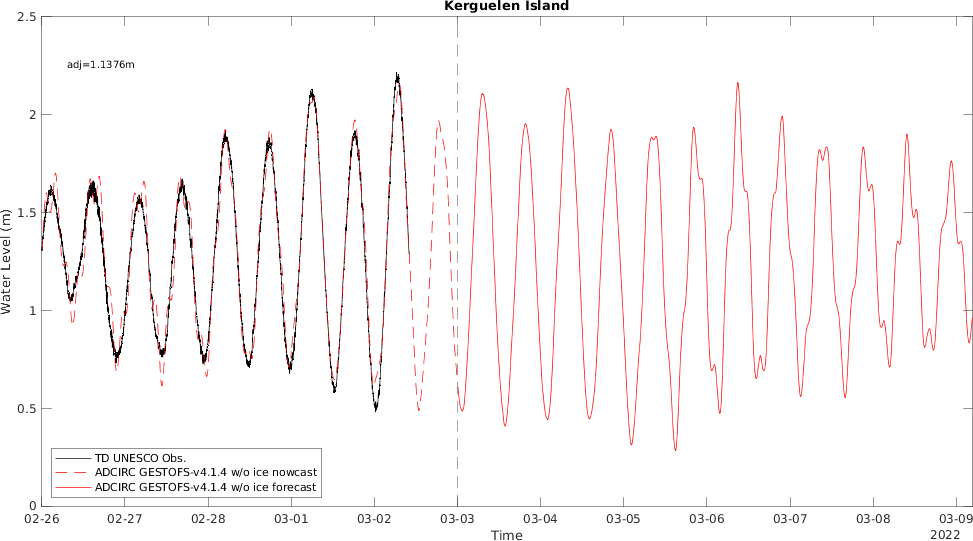 Kerguelen Island
2.5
adj=1.1376m
2
1.5
Water Level (m)
1
0.5
TD UNESCO Obs.
ADCIRC GESTOFS-v4.1.4 w/o ice nowcast
ADCIRC GESTOFS-v4.1.4 w/o ice forecast
0
02-26 02-27 02-28 03-01 03-02 03-03 03-04 03-05 03-06 03-07 03-08 03-09
Time
2022